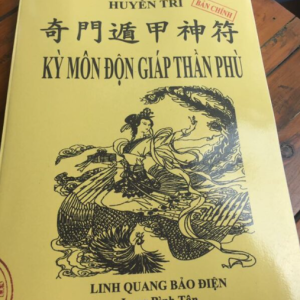 HUYỀN TRI
BẢN CHÍNH
奇門遁甲神符
KỲ MÔN ĐỘN GIÁP THẦN PHÙ
LINH QUANG BẢO ĐIỆN